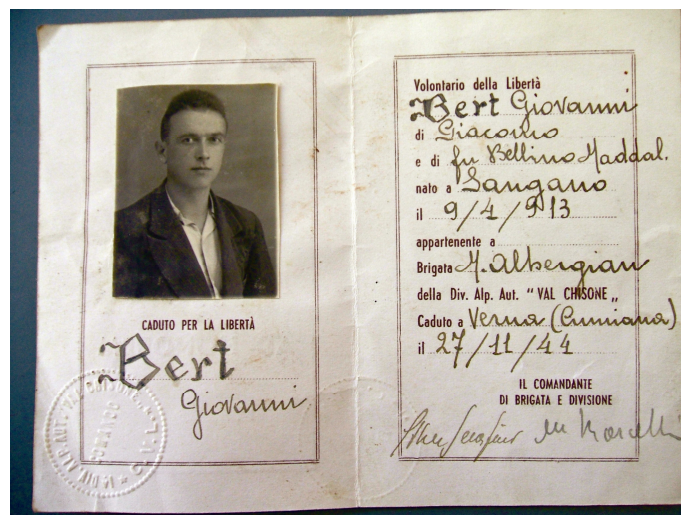 CADUTO PER LA LIBERTÀ
Bert
Giovanni
Volontario della Libertà
Bert Giovanni
di Giacomo
e di fu Bellino Maddal.
nato a Sangano
il 9/4/913
appartenente a
Brigata M. Albergian
della Div. Alp. Aut. "VAL CHISONE„
Caduto a Verna (Cumiana)
il 27/11/44
IL COMANDANTE
DI BRIGATA E DIVISIONE